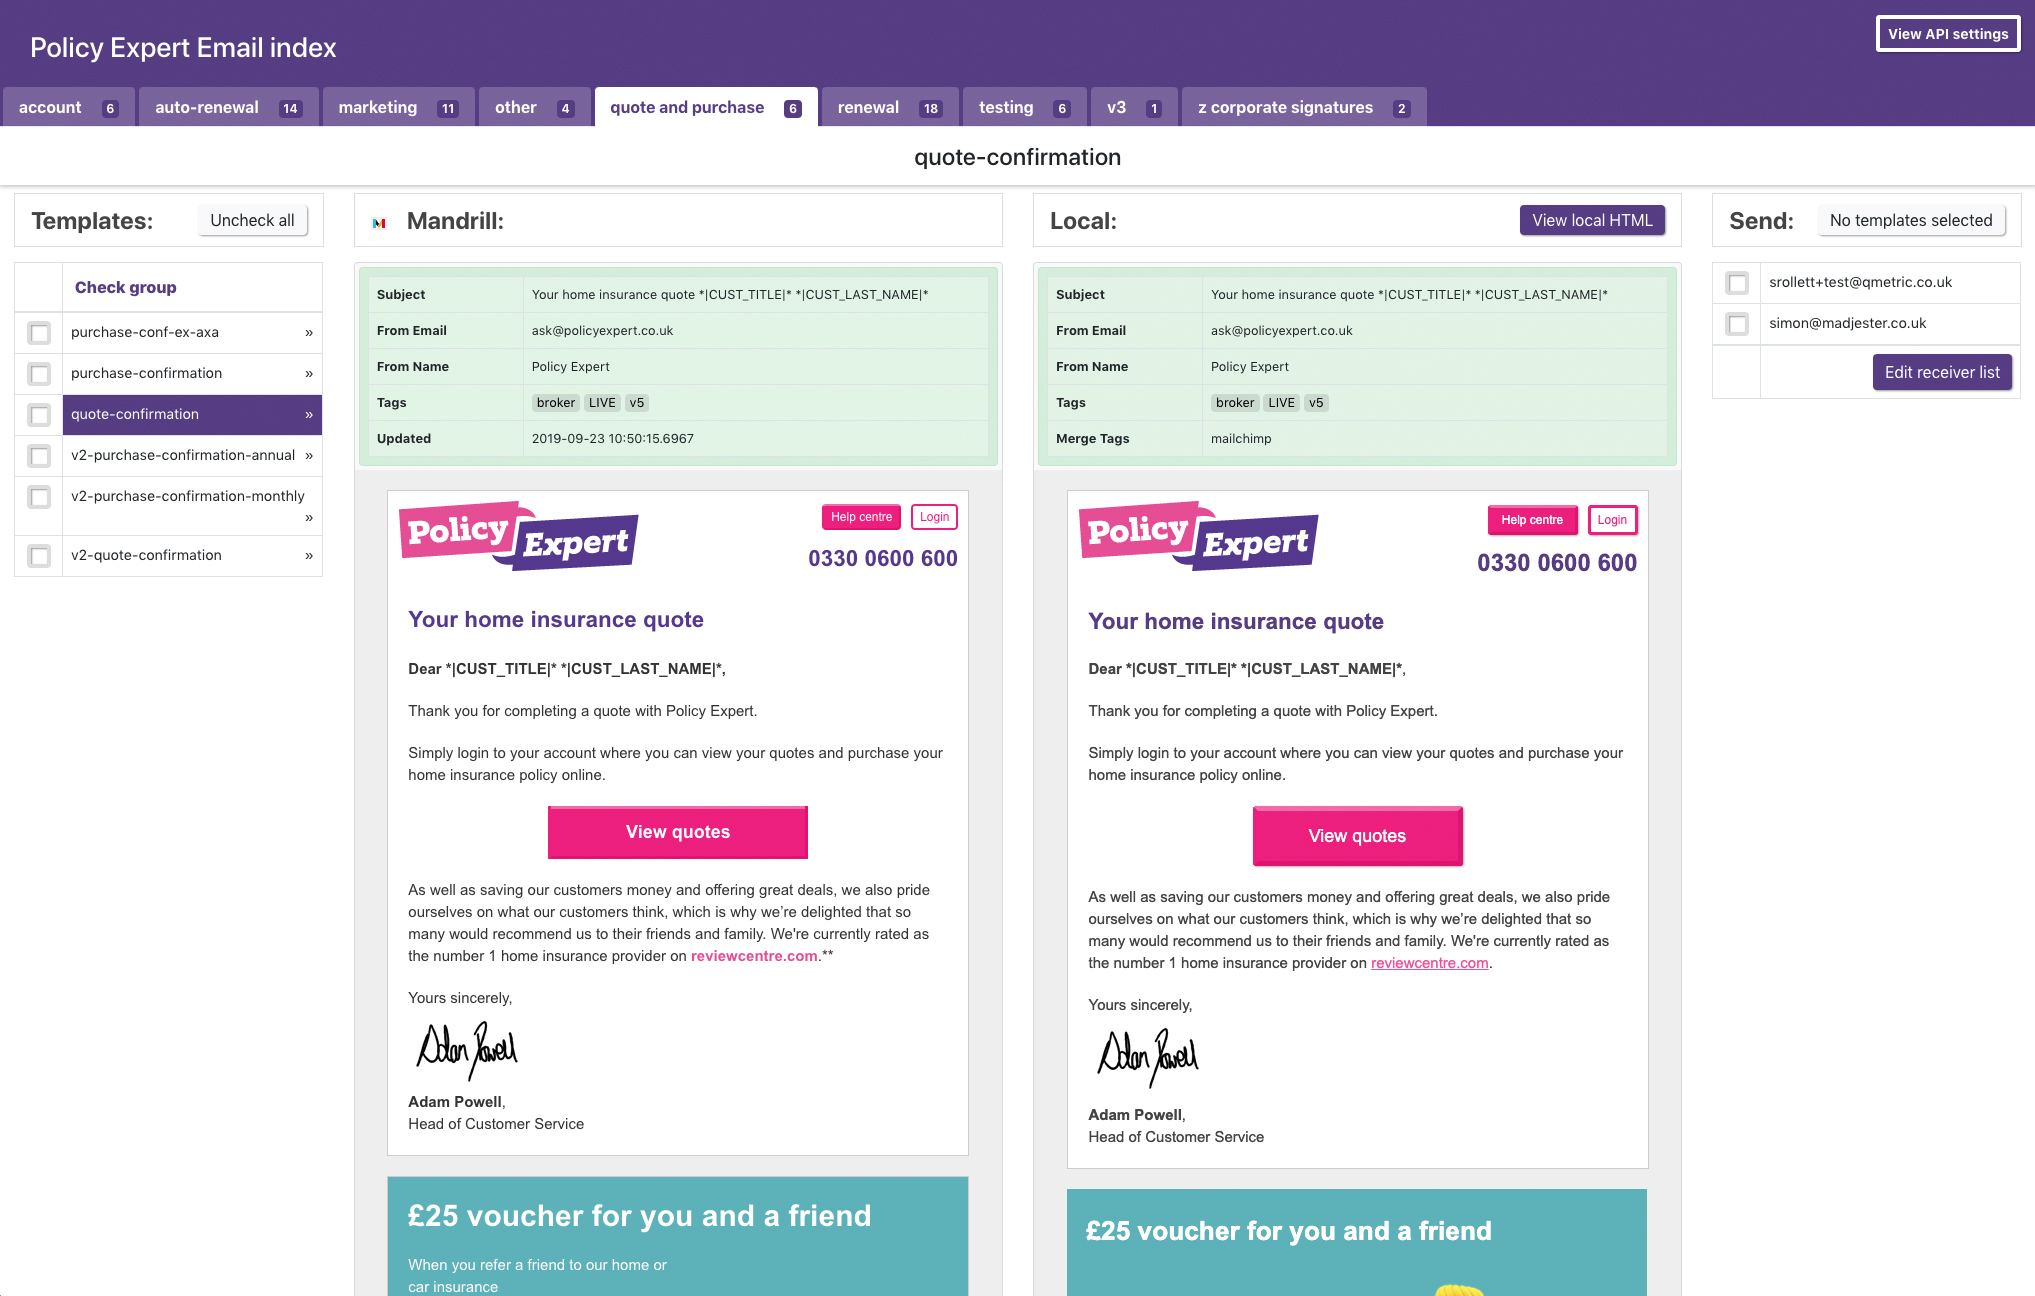 Policy Expert Email index
View API settings
account 6
auto-renewal 14
marketing 11
other 4
quote and purchase 6
renewal 18
testing 6
v3 1
z corporate signatures 2
quote-confirmation
Templates:
Uncheck all
Check group
purchase-conf-ex-axa »
purchase-confirmation »
quote-confirmation »
v2-purchase-confirmation-annual »
v2-purchase-confirmation-monthly
»
v2-quote-confirmation »
Mandrill:
Subject Your home insurance quote *|CUST_TITLE|* *|CUST_LAST_NAME|*
From Email ask@policyexpert.co.uk
From Name Policy Expert
Tags broker LIVE v5
Updated 2019-09-23 10:50:15.6967
Policy Expert
Help centre Login
0330 0600 600
Your home insurance quote
Dear *|CUST_TITLE|* *|CUST_LAST_NAME|*,
Thank you for completing a quote with Policy Expert.
Simply login to your account where you can view your quotes and purchase your
home insurance policy online.
View quotes
As well as saving our customers money and offering great deals, we also pride
ourselves on what our customers think, which is why we're delighted that so
many would recommend us to their friends and family. We're currently rated as
the number 1 home insurance provider on reviewcentre.com.**
Yours sincerely,
Adam Powell
Adam Powell,
Head of Customer Service
£25 voucher for you and a friend
When you refer a friend to our home or
car insurance
Local:
View local HTML
Subject Your home insurance quote *|CUST_TITLE|* *|CUST_LAST_NAME|*
From Email ask@policyexpert.co.uk
From Name Policy Expert
Tags broker LIVE v5
Merge Tags mailchimp
Policy Expert
Help centre Login
0330 0600 600
Your home insurance quote
Dear *|CUST_TITLE|* *|CUST_LAST_NAME|*,
Thank you for completing a quote with Policy Expert.
Simply login to your account where you can view your quotes and purchase your
home insurance policy online.
View quotes
As well as saving our customers money and offering great deals, we also pride
ourselves on what our customers think, which is why we're delighted that so
many would recommend us to their friends and family. We're currently rated as
the number 1 home insurance provider on reviewcentre.com.
Yours sincerely,
Adam Powell
Adam Powell,
Head of Customer Service
£25 voucher for you and a friend
Send:
No templates selected
srollett+test@qmetric.co.uk
simon@madjester.co.uk
Edit receiver list